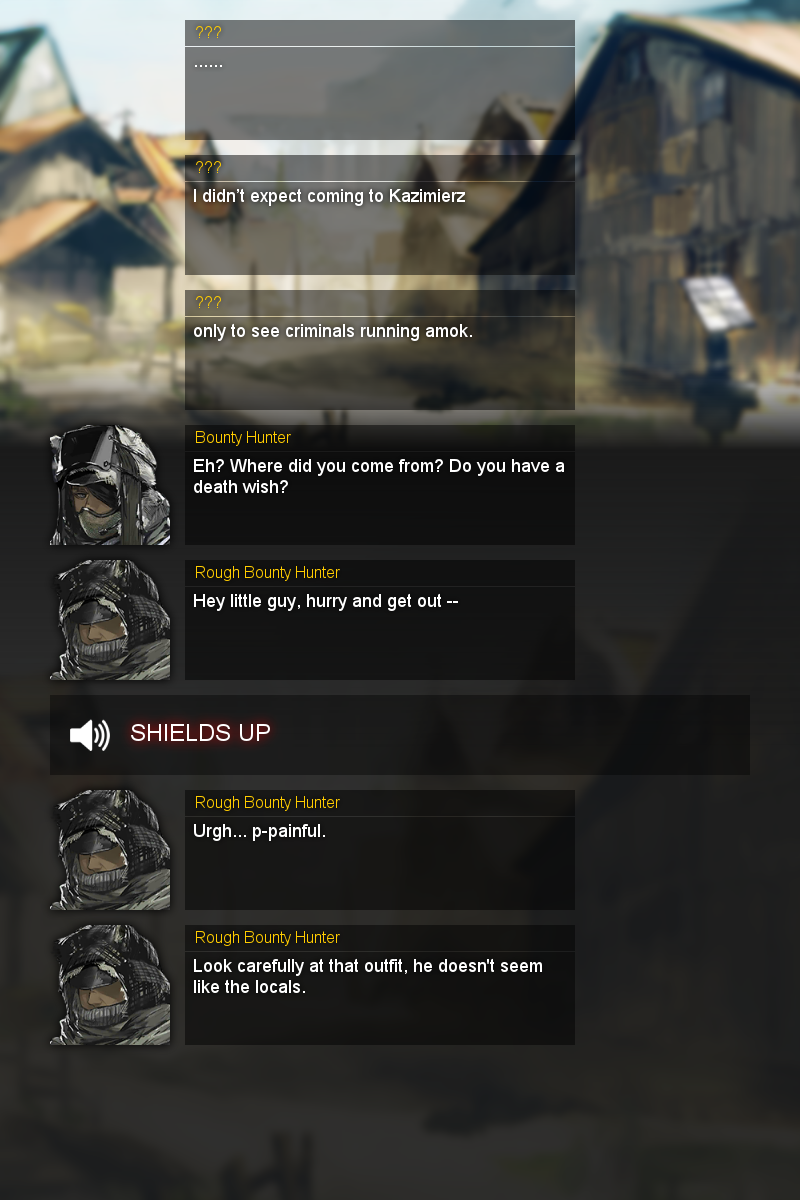 ???
......
???
I didn't expect coming to Kazimierz
???
only to see criminals running amok.
Bounty Hunter
Eh? Where did you come from? Do you have a
death wish?
Rough Bounty Hunter
Hey little guy, hurry and get out --
SHIELDS UP
Rough Bounty Hunter
Urgh... p-painful.
Rough Bounty Hunter
Look carefully at that outfit, he doesn't seem
like the locals.